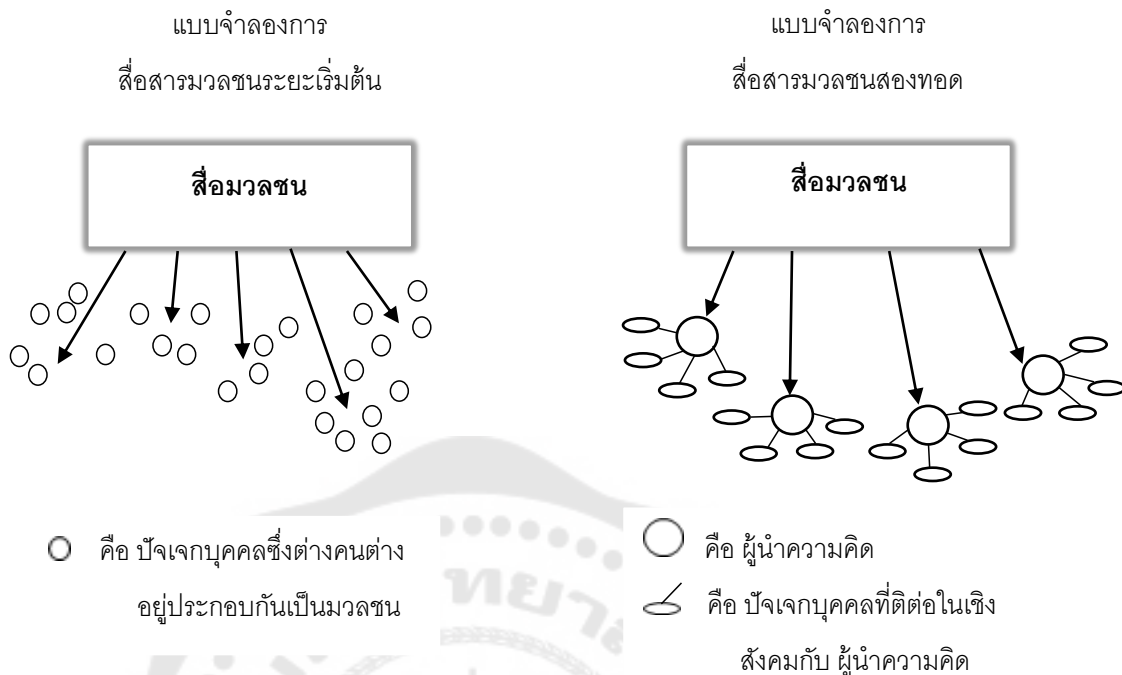 แบบจำลองการ
สื่อสารมวลชนระยะเริ่มต้น
สื่อมวลชน
คือ ปัจเจกบุคคลซึ่งต่างคนต่าง
อยู่ประกอบกันเป็นมวลชน
แบบจำลองการ
สื่อสารมวลชนสองทอด
สื่อมวลชน
คือ ผู้นำความคิด
คือ ปัจเจกบุคคลที่ติต่อในเชิง
สังคมกับ ผู้นำความคิด